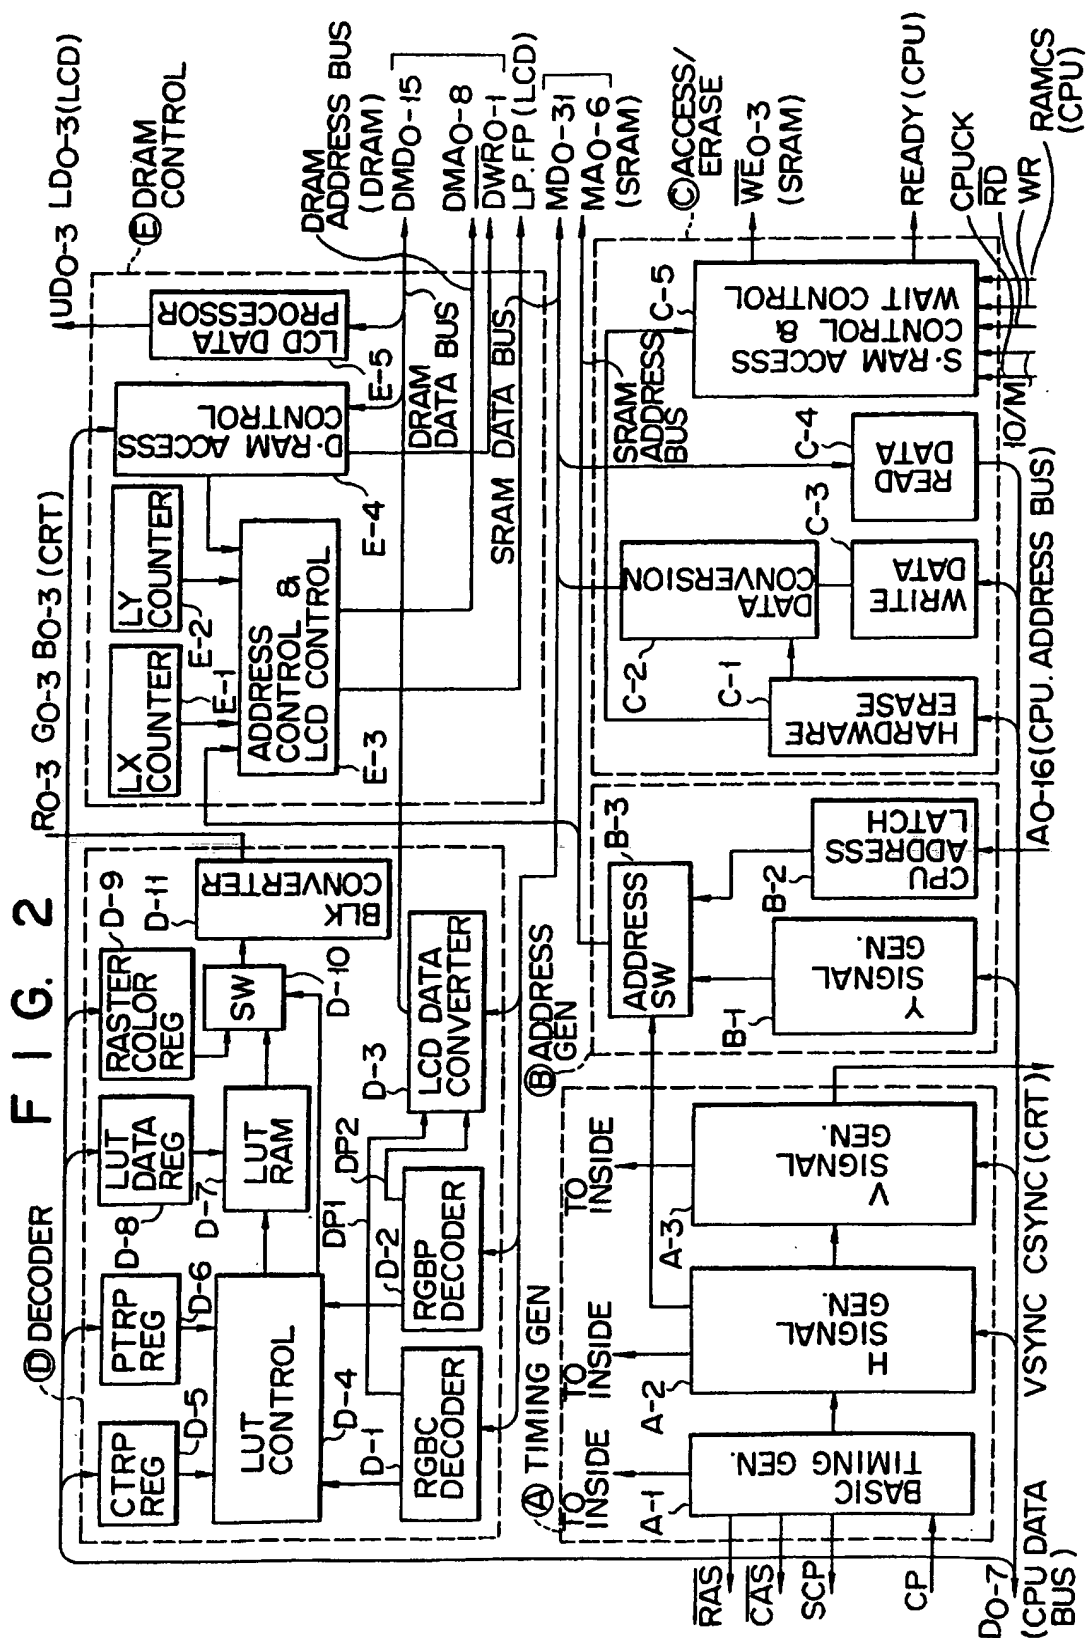 FIG. 2
D DECODER
CTRP
REG
D-5
PTRP
REG
D-6
LUT
DATA
REG
D-8
RASTER
COLOR
REG
D-9
LUT
CONTROL
D-4
LUT
RAM
D-7
SW
D-10
BLK
CONVERTER
D-11
RGBC
DECODER
D-1
RGBP
DECODER
D-2
DP1
DP2
LCD DATA
CONVERTER
D-3
R0-3 G0-3 B0-3 (CRT)
UD0-3 LD0-3(LCD)
E DRAM
CONTROL
LX
COUNTER
E-1
LY
COUNTER
E-2
ADDRESS
CONTROL &
LCD CONTROL
E-3
D·RAM ACCESS
CONTROL
E-4
LCD DATA
PROCESSOR
E-5
DRAM
DATA BUS
DRAM
ADDRESS BUS
(DRAM)
DMD0-15
DMA0-8
DWR0-1
LP.FP(LCD)
SRAM DATA BUS
MD0-31
MA0-6
(SRAM)
A TIMING GEN
TO
INSIDE
TO
INSIDE
TO
INSIDE
BASIC
TIMING GEN.
A-1
H
SIGNAL
GEN.
A-2
V
SIGNAL
GEN.
A-3
RAS
CAS
SCP
CP
D0-7
(CPU DATA
BUS)
VSYNC CSYNC(CRT)
B ADDRESS
GEN
ADDRESS
SW
B-3
Y
SIGNAL
GEN.
B-1
CPU
ADDRESS
LATCH
B-2
A0-16(CPU. ADDRESS BUS)
C ACCESS/
ERASE
HARDWARE
ERASE
C-1
DATA
CONVERSION
C-2
WRITE
DATA
C-3
READ
DATA
C-4
SRAM
ADDRESS
BUS
S·RAM ACCESS
CONTROL &
WAIT CONTROL
C-5
WE0-3
(SRAM)
READY(CPU)
IO/M
CPUCK
RD
WR
RAMCS
(CPU)